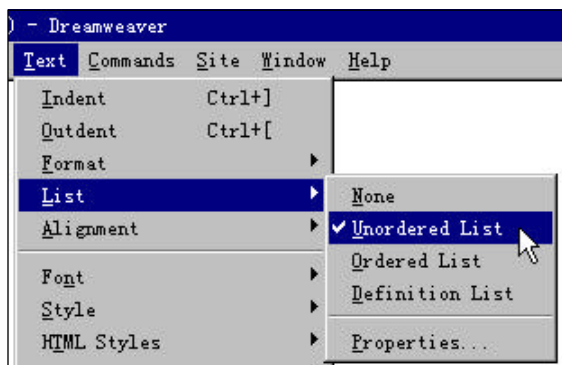 ) - Dreamweaver
Text Commands Site Window Help
Indent Ctrl+]
Outdent Ctrl+[
Format
List
Alignment
Font
Style
HTML Styles
None
Unordered List
Ordered List
Definition List
Properties...